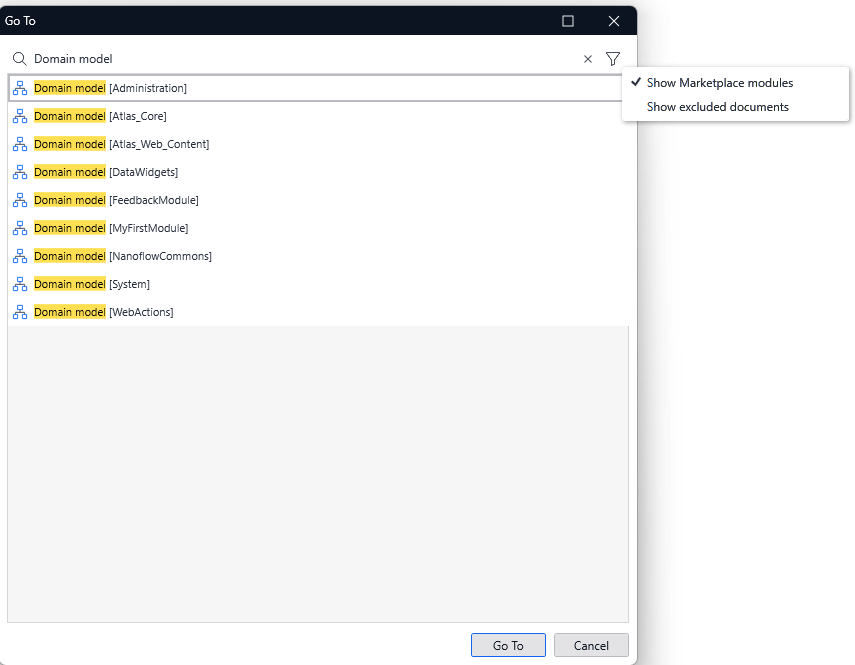 Go To
Domain model
Show Marketplace modules
Show excluded documents
Domain model [Administration]
Domain model [Atlas_Core]
Domain model [Atlas_Web_Content]
Domain model [DataWidgets]
Domain model [FeedbackModule]
Domain model [MyFirstModule]
Domain model [NanoflowCommons]
Domain model [System]
Domain model [WebActions]
Go To
Cancel